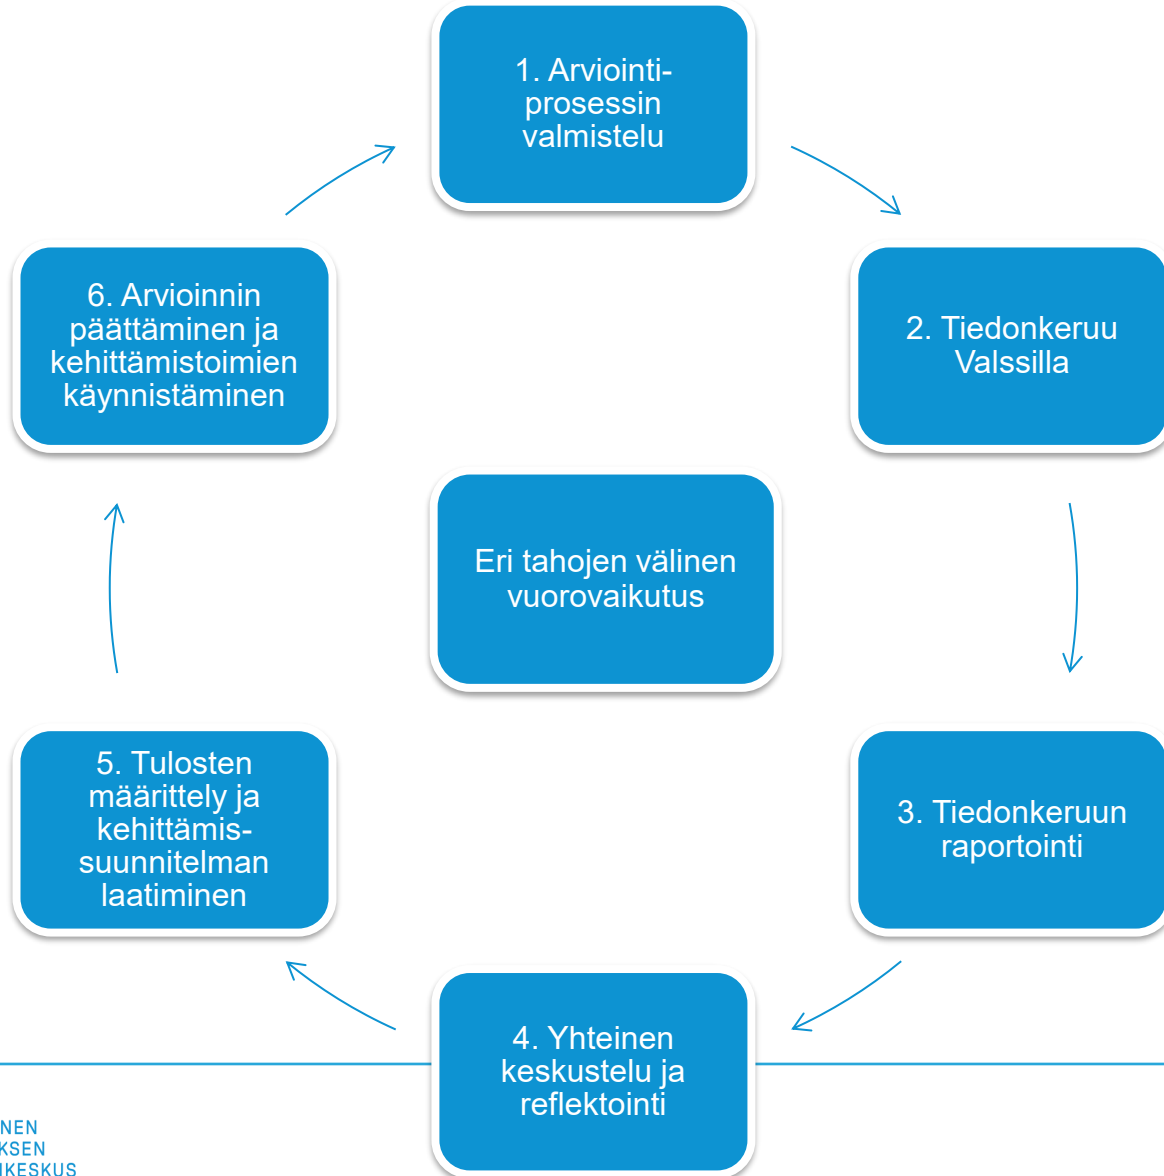 1. Arviointi-
prosessin
valmistelu
2. Tiedonkeruu
Valssilla
3. Tiedonkeruun
raportointi
4. Yhteinen
keskustelu ja
reflektointi
5. Tulosten
määrittely ja
kehittämis-
suunnitelman
laatiminen
6. Arvioinnin
päättäminen ja
kehittämistoimien
käynnistäminen
Eri tahojen välinen
vuorovaikutus
NEN
KSEN
IKESKUS